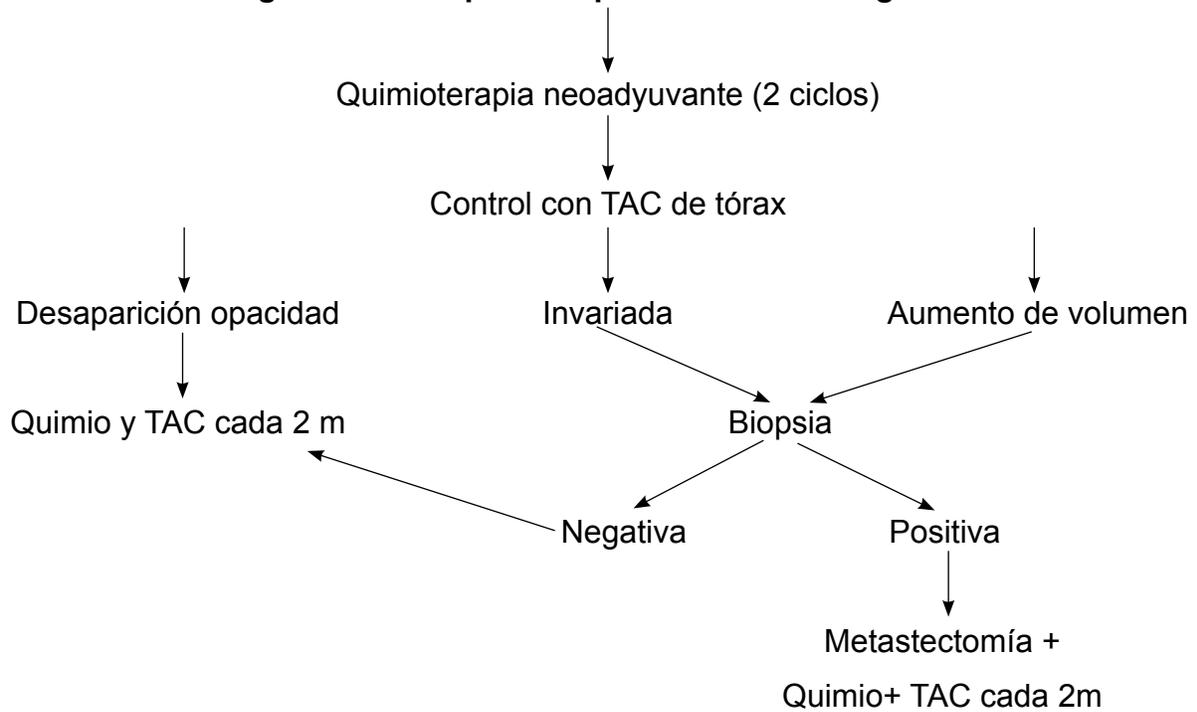 Quimioterapia neoadyuvante (2 ciclos)
Control con TAC de tórax
Desaparición opacidad
Invariada
Aumento de volumen
Quimio y TAC cada 2 m
Biopsia
Negativa
Positiva
Metastectomía +
Quimio+ TAC cada 2m